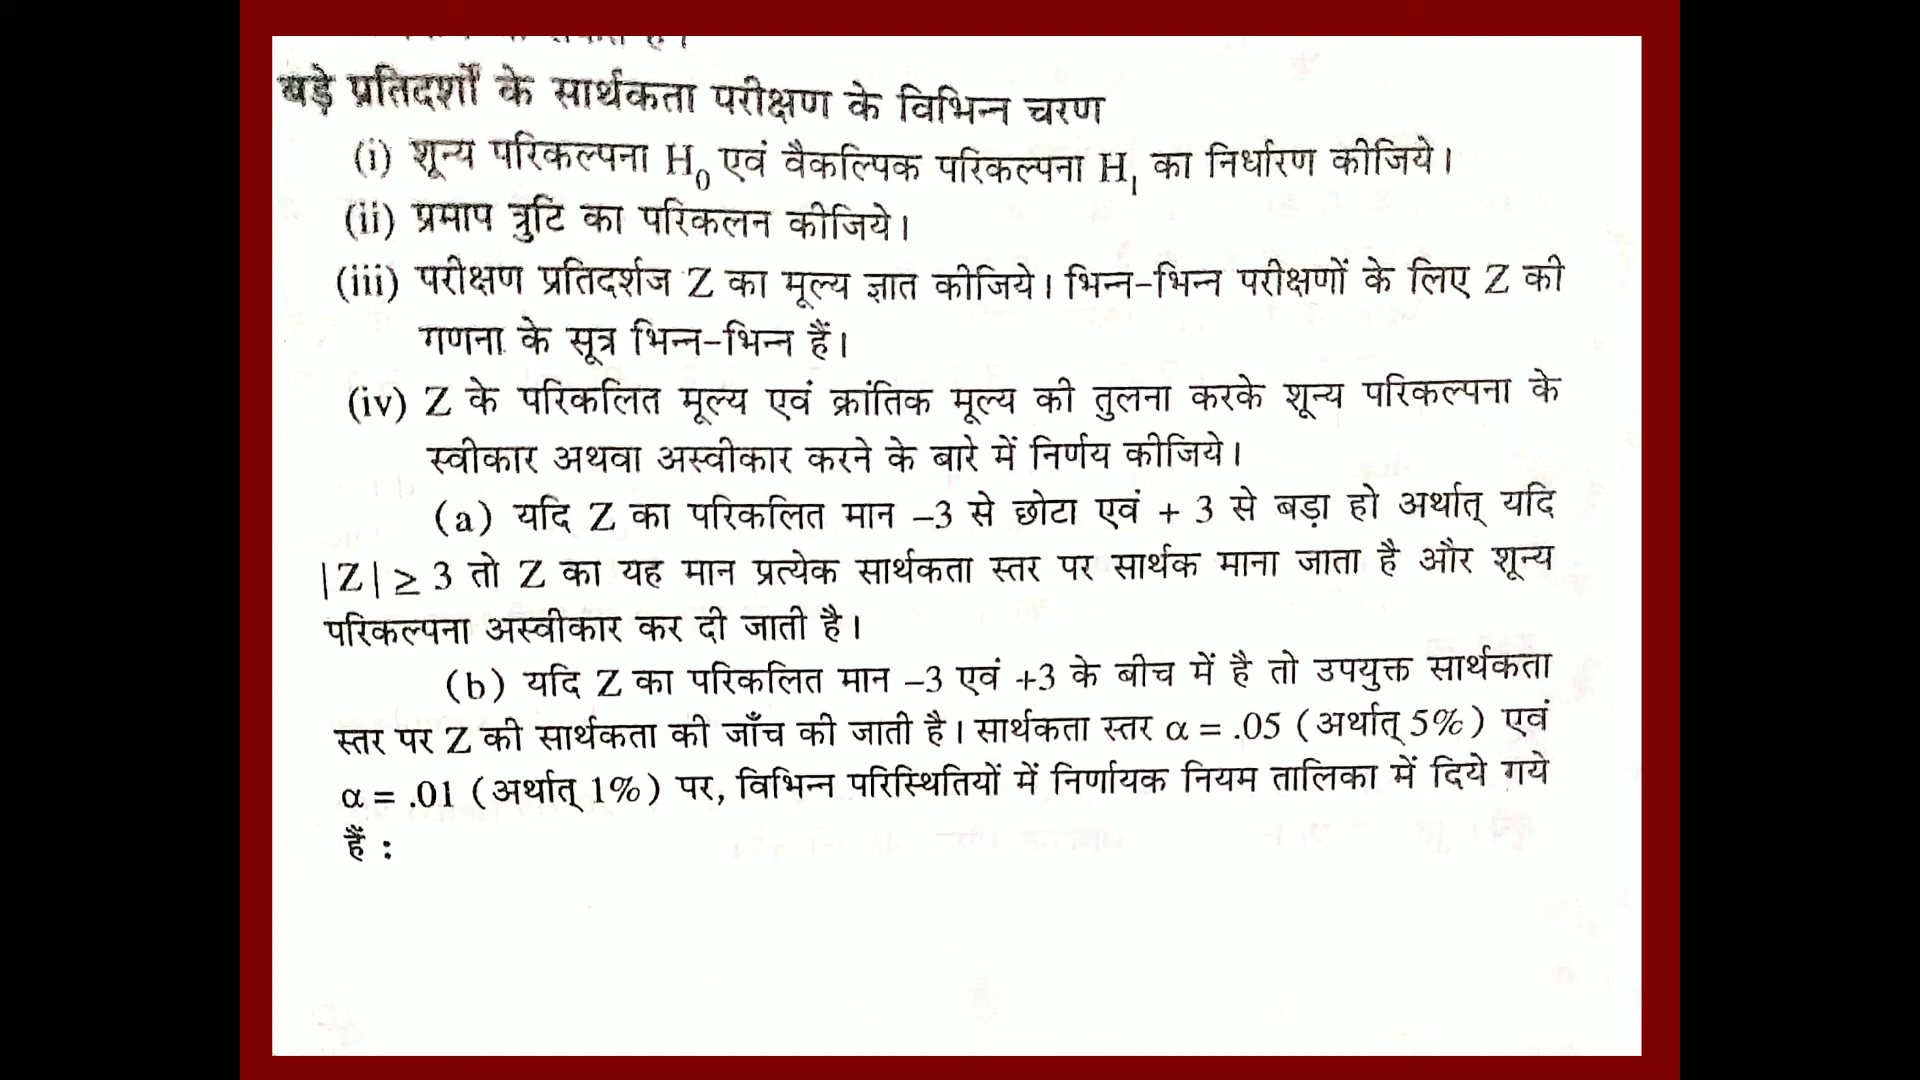 बड़े प्रतिदर्शों के सार्थकता परीक्षण के विभिन्न चरण
(i) शून्य परिकल्पना H₀ एवं वैकल्पिक परिकल्पना H₁ का निर्धारण कीजिये।
(ii) प्रमाप त्रुटि का परिकलन कीजिये।
(iii) परीक्षण प्रतिदर्शज Z का मूल्य ज्ञात कीजिये। भिन्न-भिन्न परीक्षणों के लिए Z की
गणना के सूत्र भिन्न-भिन्न हैं।
(iv) Z के परिकलित मूल्य एवं क्रांतिक मूल्य की तुलना करके शून्य परिकल्पना के
स्वीकार अथवा अस्वीकार करने के बारे में निर्णय कीजिये।
(a) यदि Z का परिकलित मान –3 से छोटा एवं + 3 से बड़ा हो अर्थात् यदि
|Z| ≥ 3 तो Z का यह मान प्रत्येक सार्थकता स्तर पर सार्थक माना जाता है और शून्य
परिकल्पना अस्वीकार कर दी जाती है।
(b) यदि Z का परिकलित मान –3 एवं +3 के बीच में है तो उपयुक्त सार्थकता
स्तर पर Z की सार्थकता की जाँच की जाती है। सार्थकता स्तर α = .05 (अर्थात् 5%) एवं
α = .01 (अर्थात् 1%) पर, विभिन्न परिस्थितियों में निर्णायक नियम तालिका में दिये गये
हैं :